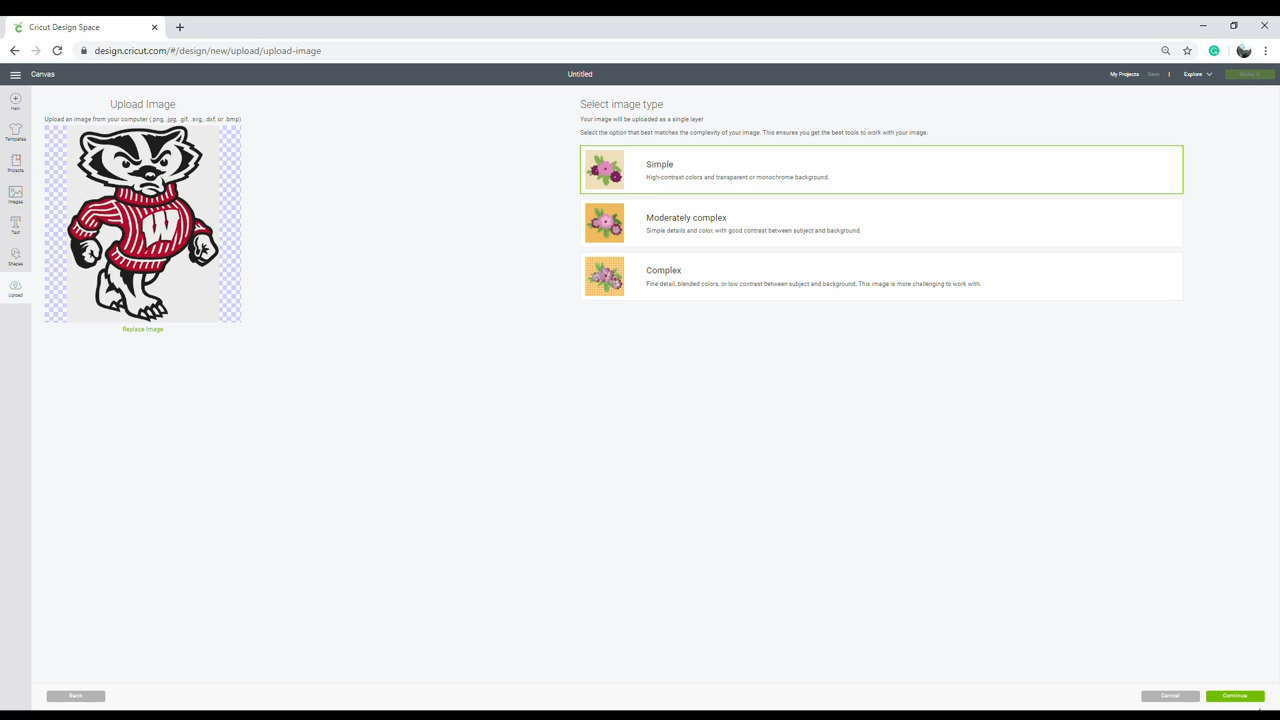 Cricut Design Space
design.cricut.com/#/design/new/upload/upload-image
Canvas
Untitled
My Projects
Save
Explore
Make It
New
Templates
Projects
Images
Text
Shapes
Upload
Upload Image
Upload an image from your computer (.png, .jpg, .gif, .svg, .dxf, or .bmp)
W
Replace Image
Select image type
Your image will be uploaded as a single layer
Select the option that best matches the complexity of your image. This ensures you get the best tools to work with your image.
Simple
High-contrast colors and transparent or monochrome background.
Moderately complex
Simple details and color, with good contrast between subject and background.
Complex
Fine detail, blended colors, or low contrast between subject and background. This image is more challenging to work with.
Back
Cancel
Continue